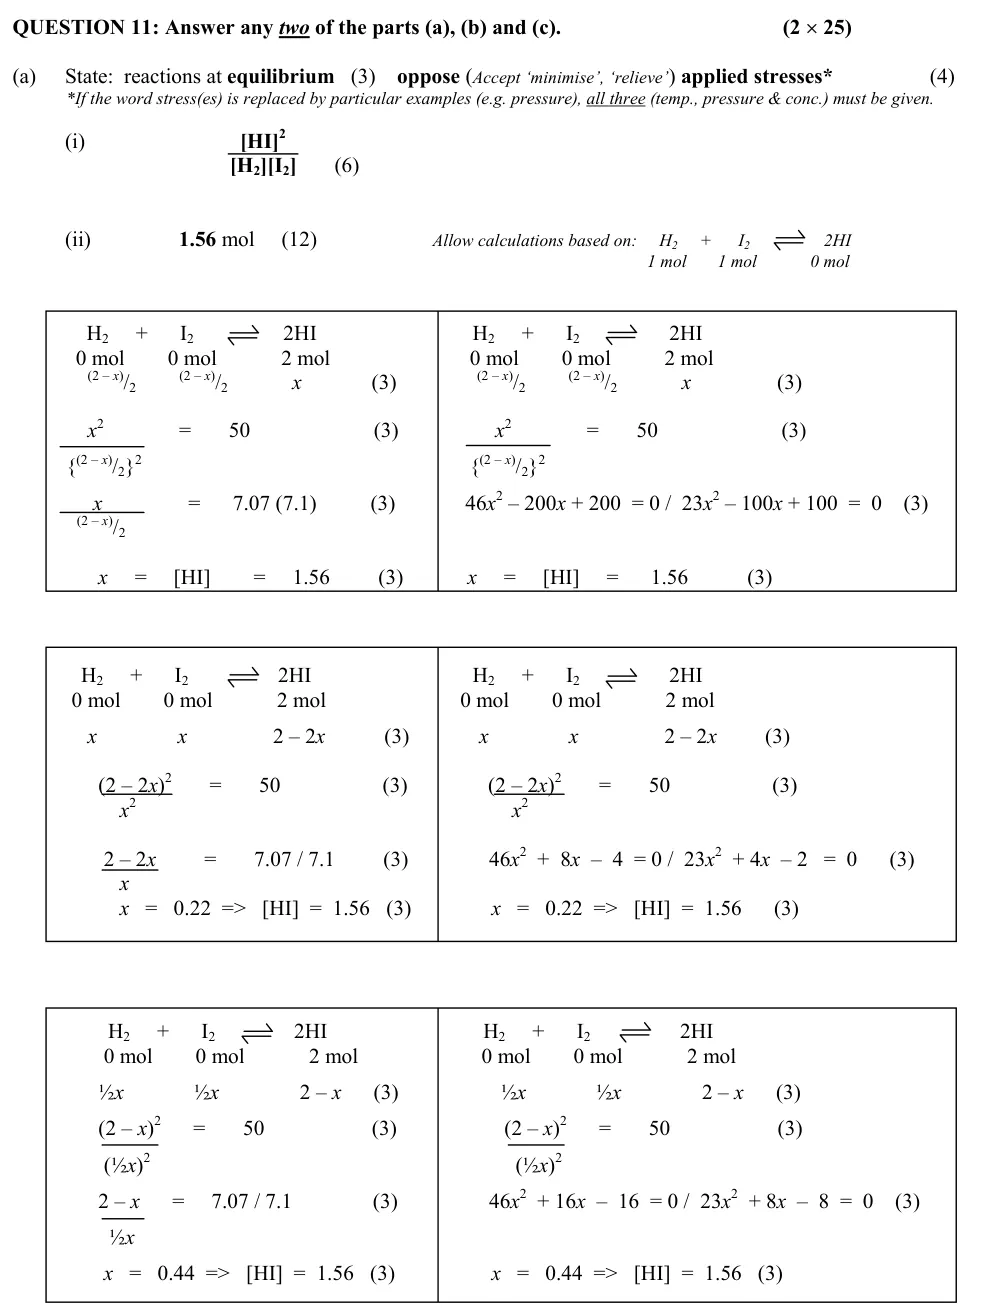 QUESTION 11: Answer any two of the parts (a), (b) and (c). (2 × 25)
(a) State: reactions at equilibrium (3) oppose (Accept ‘minimise’, ‘relieve’) applied stresses* (4)
*If the word stress(es) is replaced by particular examples (e.g. pressure), all three (temp., pressure & conc.) must be given.
(i) [HI]²
[H₂][I₂] (6)
(ii) 1.56 mol (12) Allow calculations based on: H₂ + I₂ ⇌ 2HI
1 mol 1 mol 0 mol
H₂ + I₂ ⇌ 2HI
0 mol 0 mol 2 mol
(2 – x)/2 (2 – x)/2 x (3)
x² = 50 (3)
{(2 – x)/2}²
x = 7.07 (7.1) (3)
(2 – x)/2
x = [HI] = 1.56 (3)
H₂ + I₂ ⇌ 2HI
0 mol 0 mol 2 mol
(2 – x)/2 (2 – x)/2 x (3)
x² = 50 (3)
{(2 – x)/2}²
46x² – 200x + 200 = 0 / 23x² – 100x + 100 = 0 (3)
x = [HI] = 1.56 (3)
H₂ + I₂ ⇌ 2HI
0 mol 0 mol 2 mol
x x 2 – 2x (3)
(2 – 2x)² = 50 (3)
x²
2 – 2x = 7.07 / 7.1 (3)
x
x = 0.22 => [HI] = 1.56 (3)
H₂ + I₂ ⇌ 2HI
0 mol 0 mol 2 mol
x x 2 – 2x (3)
(2 – 2x)² = 50 (3)
x²
46x² + 8x – 4 = 0 / 23x² + 4x – 2 = 0 (3)
x = 0.22 => [HI] = 1.56 (3)
H₂ + I₂ ⇌ 2HI
0 mol 0 mol 2 mol
½x ½x 2 – x (3)
(2 – x)² = 50 (3)
(½x)²
2 – x = 7.07 / 7.1 (3)
½x
x = 0.44 => [HI] = 1.56 (3)
H₂ + I₂ ⇌ 2HI
0 mol 0 mol 2 mol
½x ½x 2 – x (3)
(2 – x)² = 50 (3)
(½x)²
46x² + 16x – 16 = 0 / 23x² + 8x – 8 = 0 (3)
x = 0.44 => [HI] = 1.56 (3)